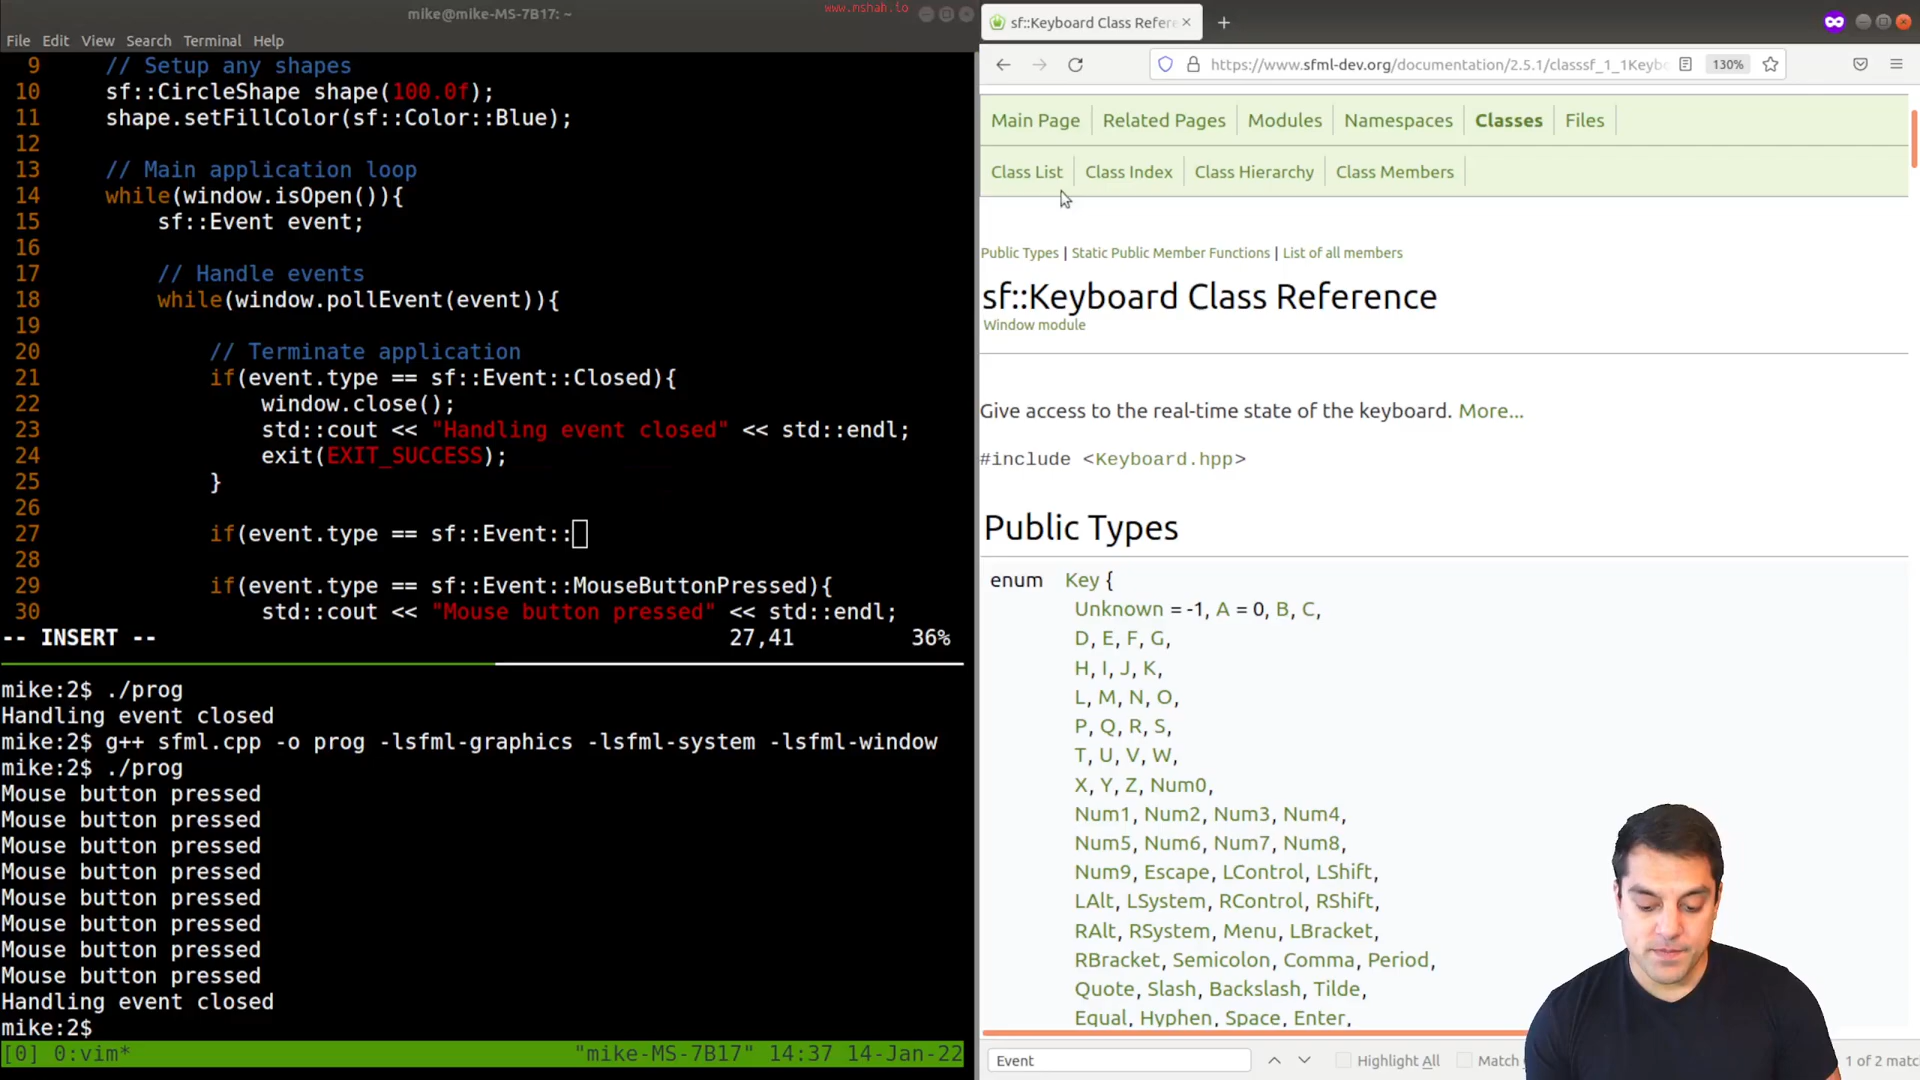 mike@mike-MS-7B17: ~
www.mshah.io
File Edit View Search Terminal Help
9 // Setup any shapes
10 sf::CircleShape shape(100.0f);
11 shape.setFillColor(sf::Color::Blue);
12
13 // Main application loop
14 while(window.isOpen()){
15 sf::Event event;
16
17 // Handle events
18 while(window.pollEvent(event)){
19
20 // Terminate application
21 if(event.type == sf::Event::Closed){
22 window.close();
23 std::cout << "Handling event closed" << std::endl;
24 exit(EXIT_SUCCESS);
25 }
26
27 if(event.type == sf::Event::
28
29 if(event.type == sf::Event::MouseButtonPressed){
30 std::cout << "Mouse button pressed" << std::endl;
-- INSERT -- 27,41 36%
mike:2$ ./prog
Handling event closed
mike:2$ g++ sfml.cpp -o prog -lsfml-graphics -lsfml-system -lsfml-window
mike:2$ ./prog
Mouse button pressed
Mouse button pressed
Mouse button pressed
Mouse button pressed
Mouse button pressed
Mouse button pressed
Mouse button pressed
Mouse button pressed
Handling event closed
mike:2$
[0] 0:vim* "mike-MS-7B17" 14:37 14-Jan-22
sf::Keyboard Class Refere
https://www.sfml-dev.org/documentation/2.5.1/classsf_1_1Keybo 130%
Main Page Related Pages Modules Namespaces Classes Files
Class List Class Index Class Hierarchy Class Members
Public Types | Static Public Member Functions | List of all members
sf::Keyboard Class Reference
Window module
Give access to the real-time state of the keyboard. More...
#include <Keyboard.hpp>
Public Types
enum Key {
Unknown = -1, A = 0, B, C,
D, E, F, G,
H, I, J, K,
L, M, N, O,
P, Q, R, S,
T, U, V, W,
X, Y, Z, Num0,
Num1, Num2, Num3, Num4,
Num5, Num6, Num7, Num8,
Num9, Escape, LControl, LShift,
LAlt, LSystem, RControl, RShift,
RAlt, RSystem, Menu, LBracket,
RBracket, Semicolon, Comma, Period,
Quote, Slash, Backslash, Tilde,
Equal, Hyphen, Space, Enter,
Event Highlight All Match 1 of 2 matc